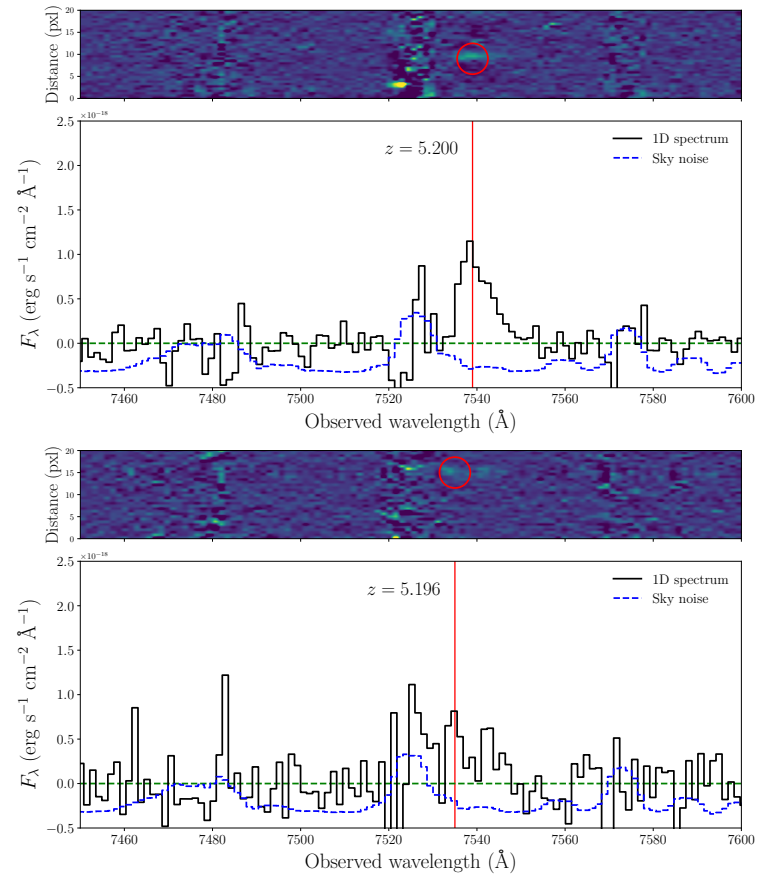 20
15
10
5
0
Distance (pxl)
×10⁻¹⁸
2.5
2.0
1.5
1.0
0.5
0.0
−0.5
F_λ (erg s⁻¹ cm⁻² Å⁻¹)
z = 5.200
1D spectrum
Sky noise
7460 7480 7500 7520 7540 7560 7580 7600
Observed wavelength (Å)
20
15
10
5
0
Distance (pxl)
×10⁻¹⁸
2.5
2.0
1.5
1.0
0.5
0.0
−0.5
F_λ (erg s⁻¹ cm⁻² Å⁻¹)
z = 5.196
1D spectrum
Sky noise
7460 7480 7500 7520 7540 7560 7580 7600
Observed wavelength (Å)